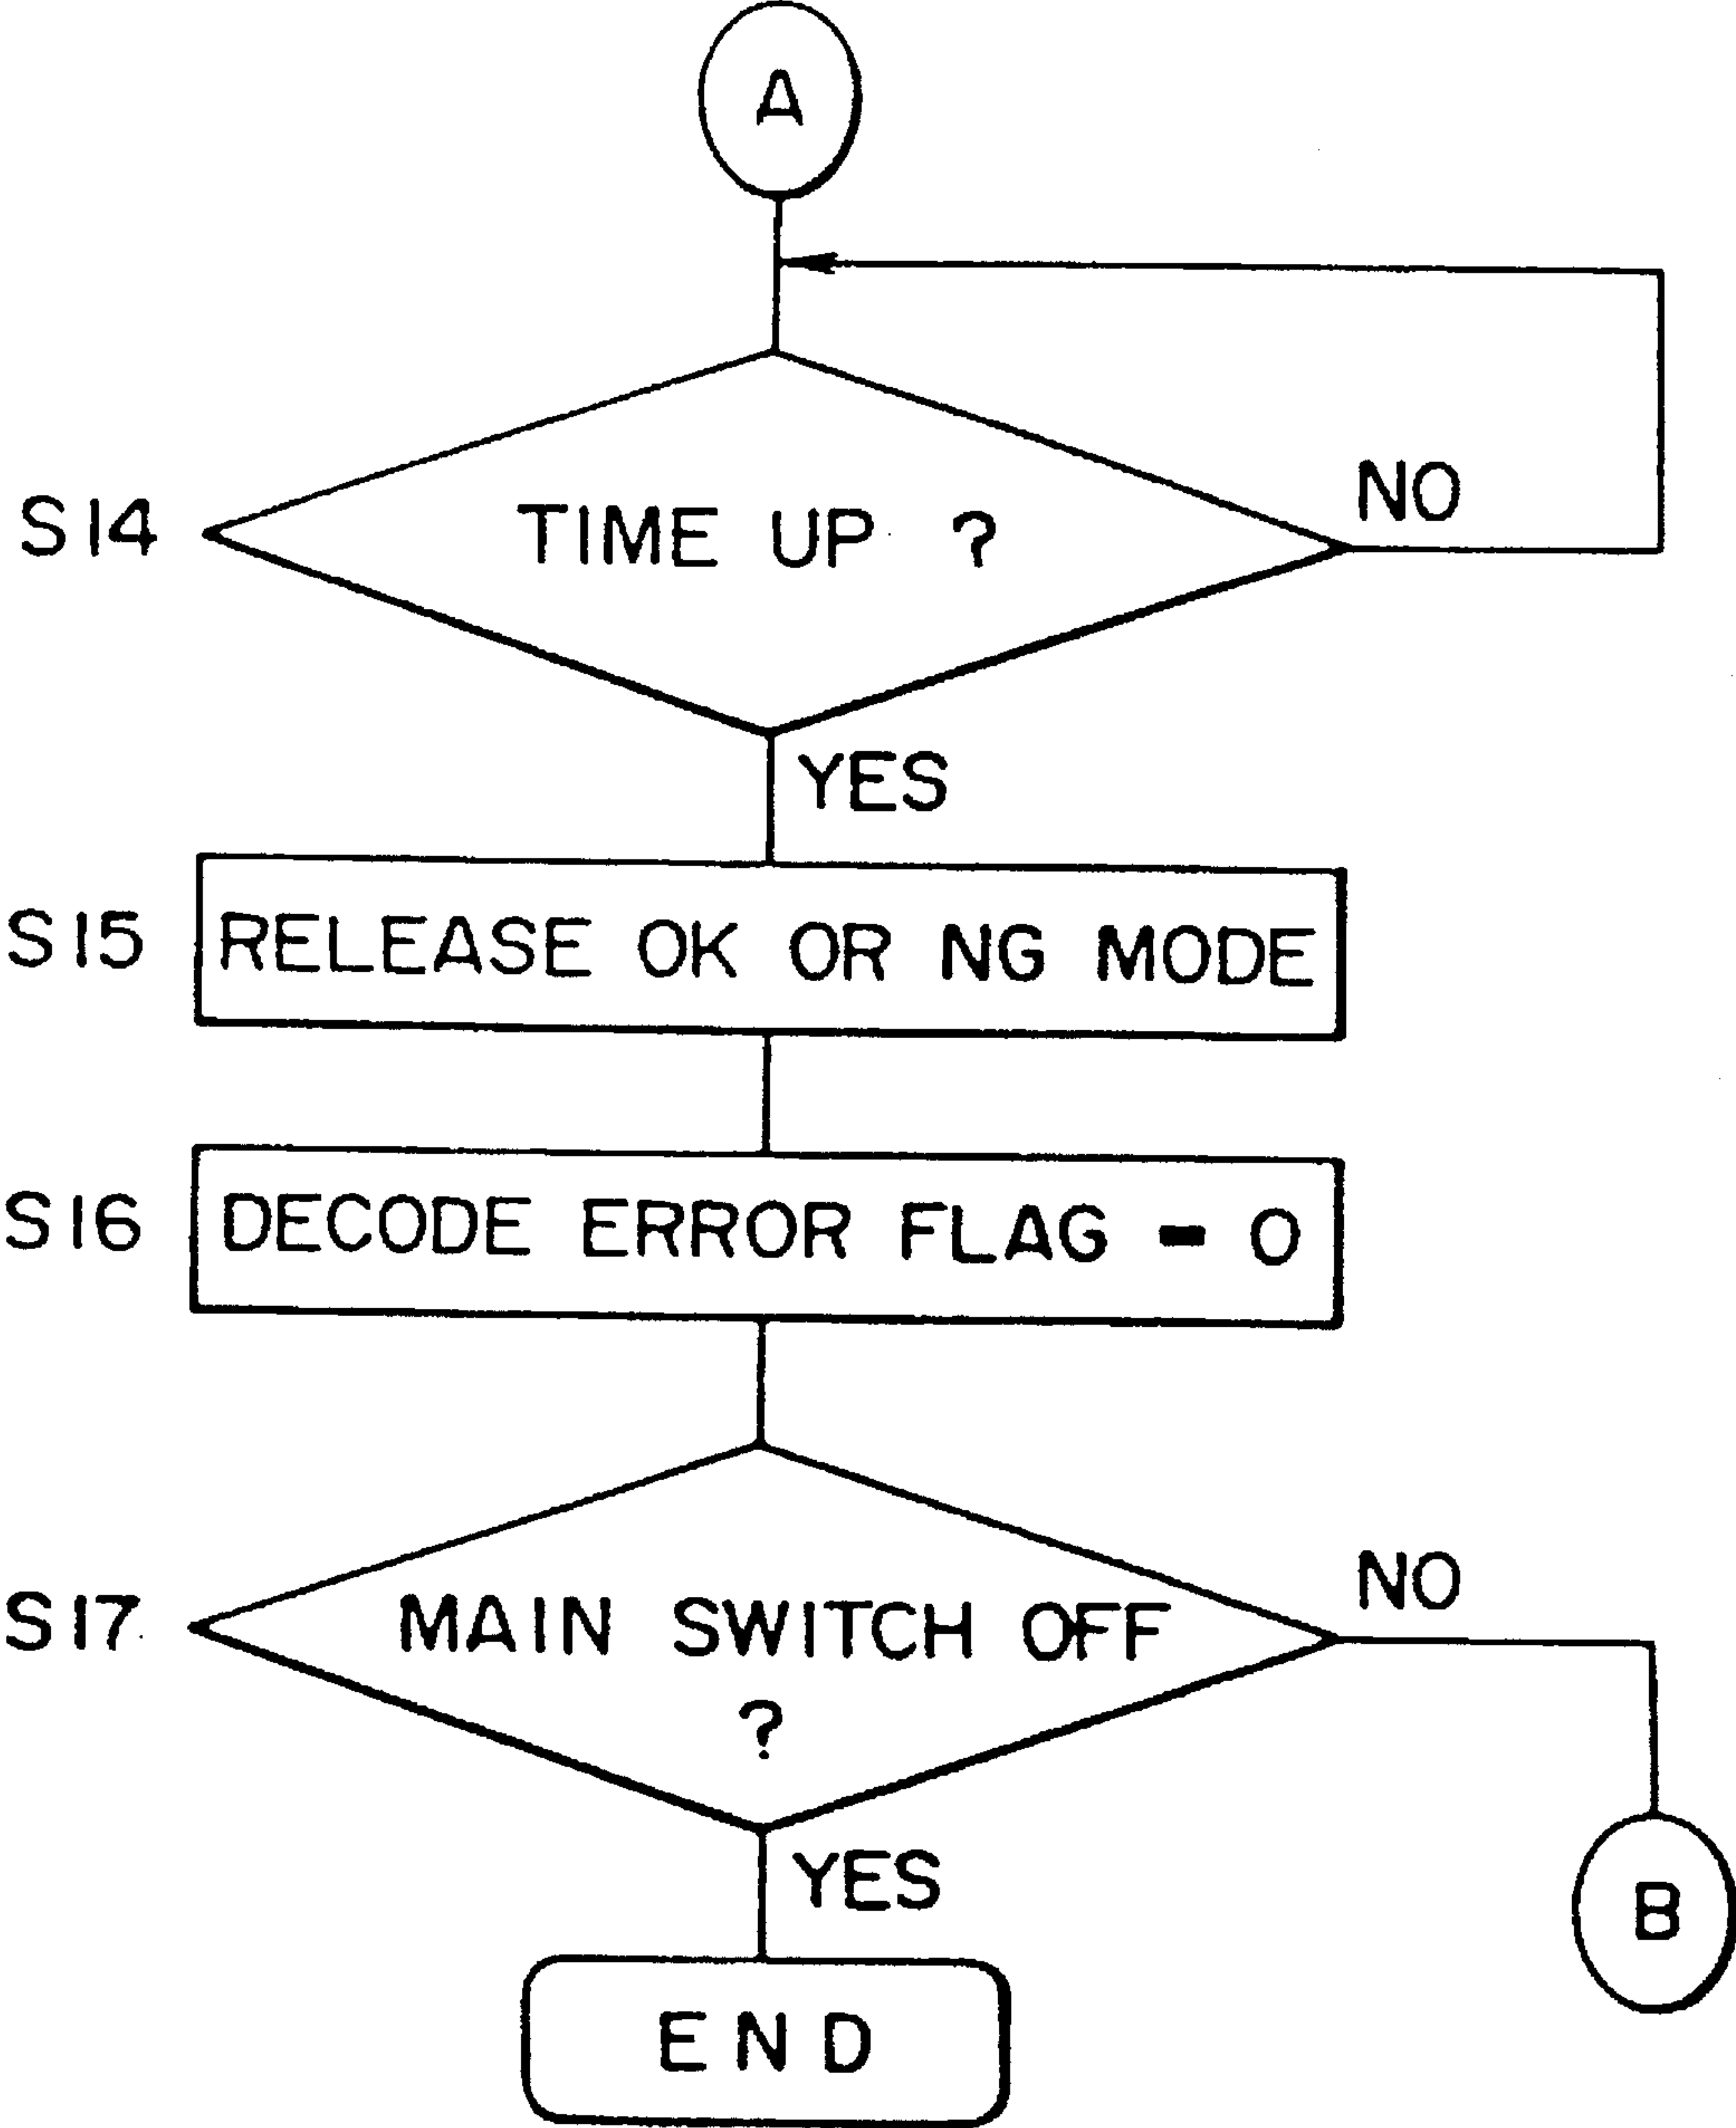 A
NO
S14
TIME UP ?
YES
S15
RELEASE OK OR NG MODE
S16
DECODE ERROR FLAG = 0
NO
S17
MAIN SWITCH OFF
?
YES
B
END